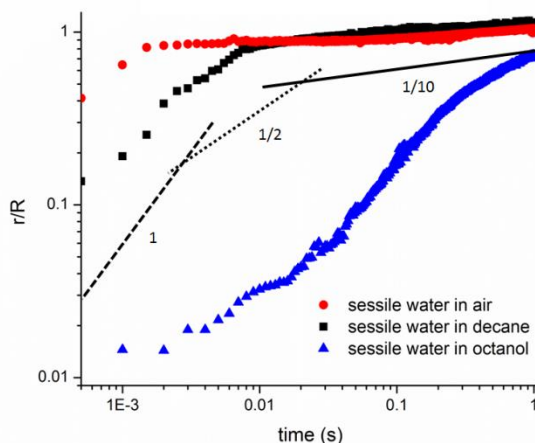 1
1/10
1/2
0.1
1
r/R
sessile water in air
sessile water in decane
sessile water in octanol
0.01
1E-3
0.01
0.1
1
time (s)